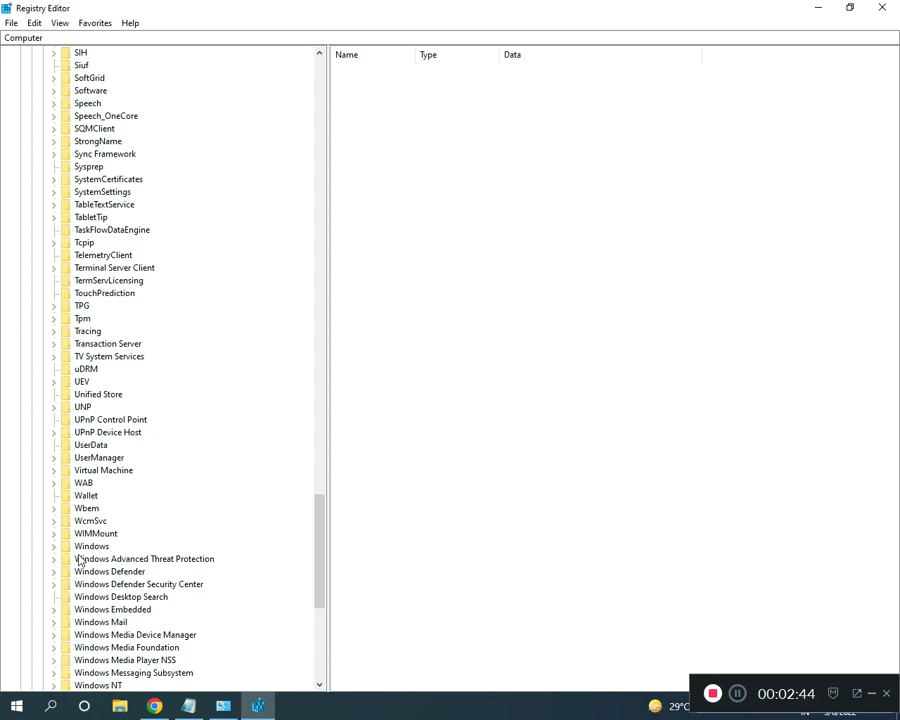 Registry Editor
File Edit View Favorites Help
Computer
Name Type Data
SIH
Siuf
SoftGrid
Software
Speech
Speech_OneCore
SQMClient
StrongName
Sync Framework
Sysprep
SystemCertificates
SystemSettings
TableTextService
TabletTip
TaskFlowDataEngine
Tcpip
TelemetryClient
Terminal Server Client
TermServLicensing
TouchPrediction
TPG
Tpm
Tracing
Transaction Server
TV System Services
uDRM
UEV
Unified Store
UNP
UPnP Control Point
UPnP Device Host
UserData
UserManager
Virtual Machine
WAB
Wallet
Wbem
WcmSvc
WIMMount
Windows
Windows Advanced Threat Protection
Windows Defender
Windows Defender Security Center
Windows Desktop Search
Windows Embedded
Windows Mail
Windows Media Device Manager
Windows Media Foundation
Windows Media Player NSS
Windows Messaging Subsystem
Windows NT
00:02:44
29°C